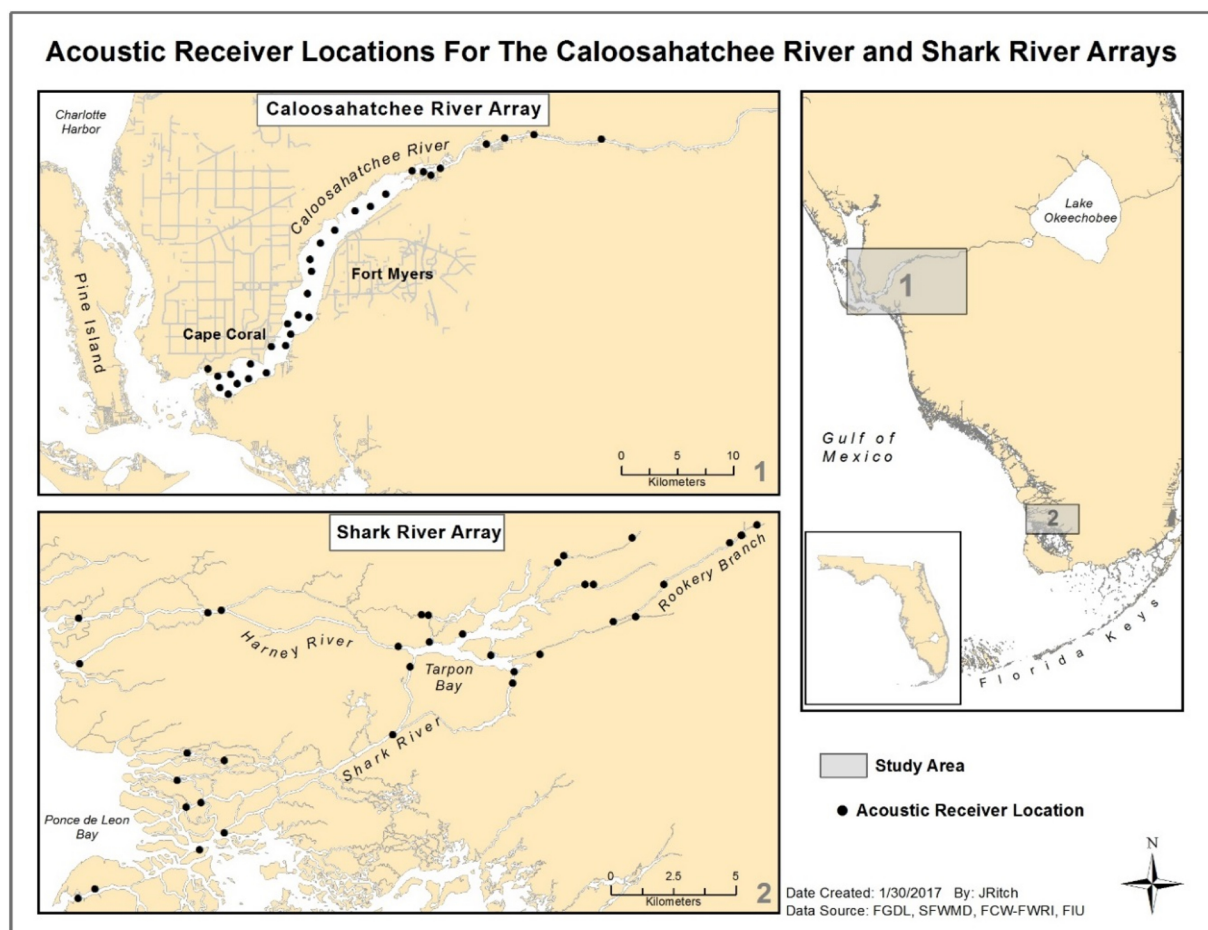 Acoustic Receiver Locations For The Caloosahatchee River and Shark River Arrays
Caloosahatchee River Array
Charlotte
Harbor
Caloosahatchee River
Pine Island
Fort Myers
Cape Coral
0 5 10
Kilometers
1
Shark River Array
Rookery Branch
Harney River
Tarpon
Bay
Shark River
Ponce de Leon
Bay
0 2.5 5
Kilometers
2
Lake
Okeechobee
1
Gulf of
Mexico
2
Florida Keys
Study Area
Acoustic Receiver Location
N
Date Created: 1/30/2017 By: JRitch
Data Source: FGDL, SFWMD, FCW-FWRI, FIU